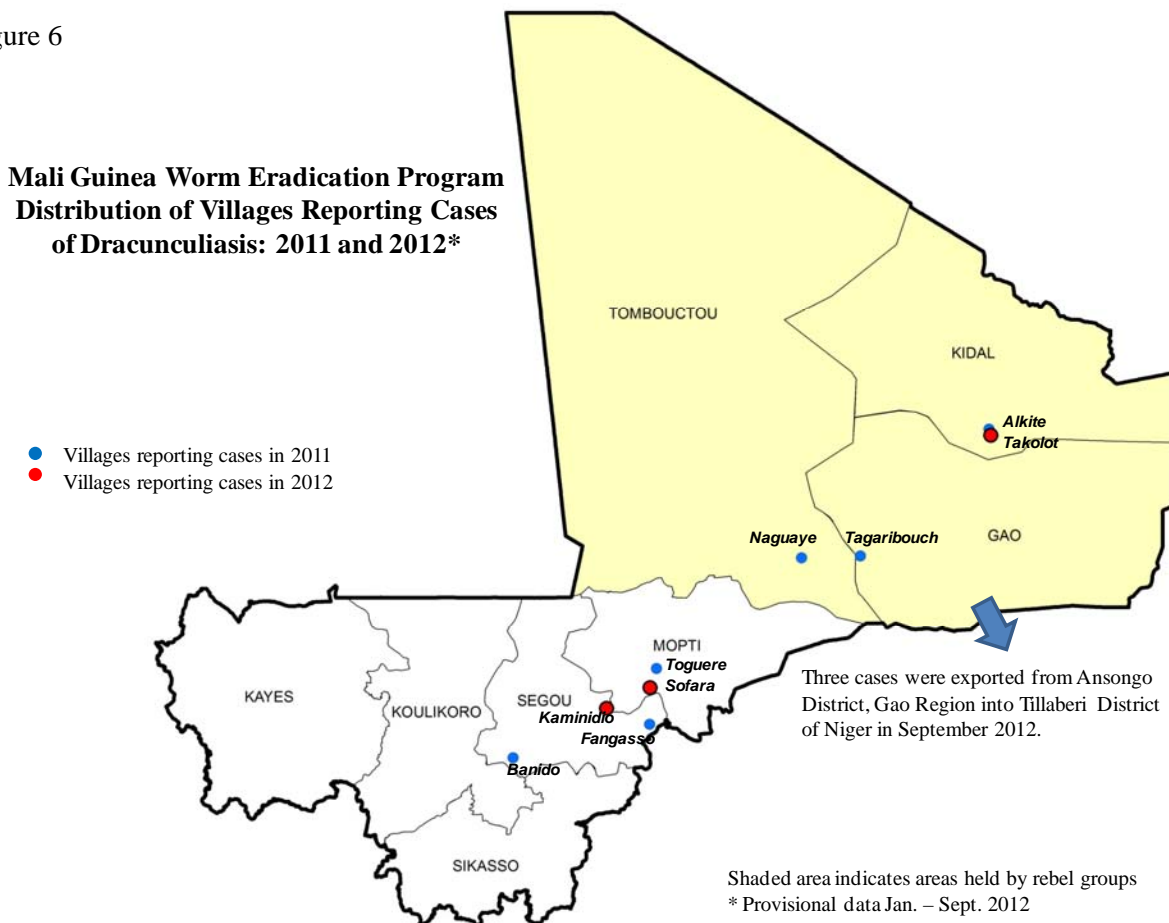 gure 6
Mali Guinea Worm Eradication Program
Distribution of Villages Reporting Cases
of Dracunculiasis: 2011 and 2012*
TOMBOUCTOU
KIDAL
Alkite
Takolot
Villages reporting cases in 2011
Villages reporting cases in 2012
Naguaye
Tagaribouch
GAO
MOPTI
Toguere
Sofara
KAYES
KOULIKORO
SEGOU
Kaminidio
Fangasso
Banido
Three cases were exported from Ansongo
District, Gao Region into Tillaberi District
of Niger in September 2012.
SIKASSO
Shaded area indicates areas held by rebel groups
* Provisional data Jan. – Sept. 2012